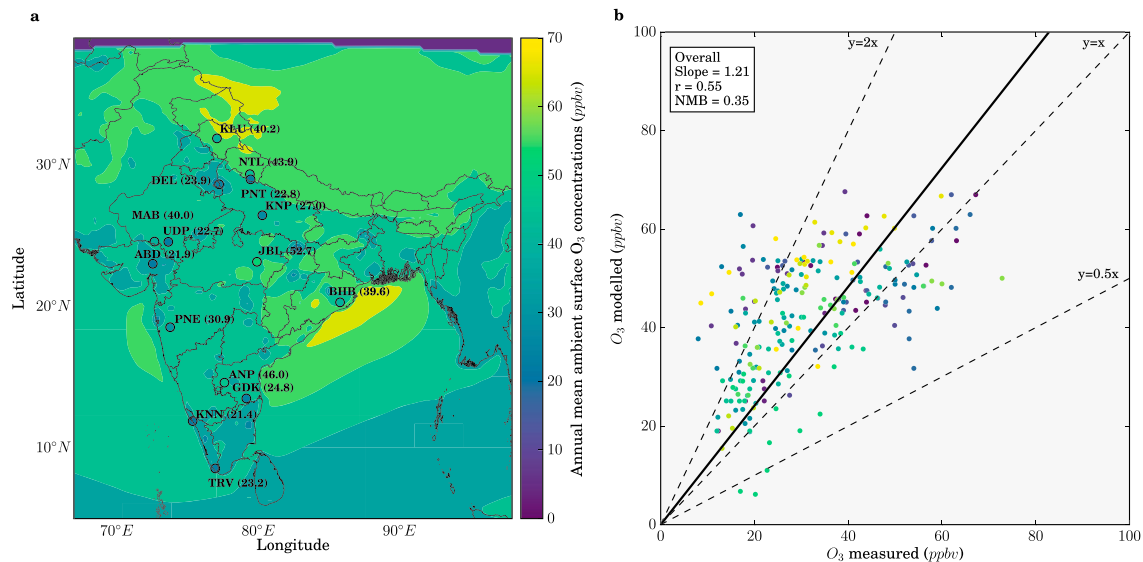 a
KLU (40.2)
NTL (43.9)
DEL (23.9)
PNT (22.8)
KNP (27.0)
MAB (40.0)
UDP (22.7)
JBL (52.7)
ABD (21.9)
BHB (39.6)
PNE (30.9)
ANP (46.0)
GDK (24.8)
KNN (21.4)
TRV (23.2)
30°N
20°N
10°N
Latitude
70°E 80°E 90°E
Longitude
70
60
50
40
30
20
10
0
Annual mean ambient surface O₃ concentrations (ppbv)
b
Overall
Slope = 1.21
r = 0.55
NMB = 0.35
y=2x
y=x
y=0.5x
100
80
60
40
20
0
O₃ modelled (ppbv)
0 20 40 60 80 100
O₃ measured (ppbv)